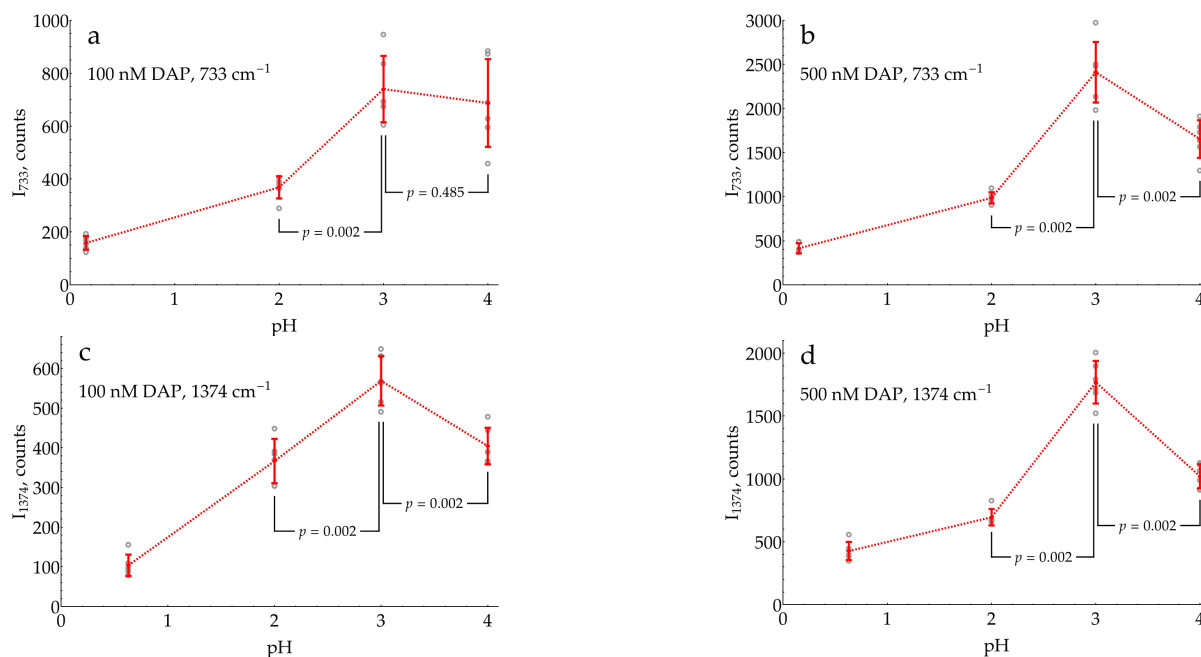 a
100 nM DAP, 733 cm⁻¹
I₇₃₃, counts
1000
800
600
400
200
0
p = 0.485
p = 0.002
0 1 2 3 4
pH
b
500 nM DAP, 733 cm⁻¹
I₇₃₃, counts
3000
2500
2000
1500
1000
500
0
p = 0.002
p = 0.002
0 1 2 3 4
pH
c
100 nM DAP, 1374 cm⁻¹
I₁₃₇₄, counts
600
500
400
300
200
100
0
p = 0.002
p = 0.002
0 1 2 3 4
pH
d
500 nM DAP, 1374 cm⁻¹
I₁₃₇₄, counts
2000
1500
1000
500
0
p = 0.002
p = 0.002
0 1 2 3 4
pH